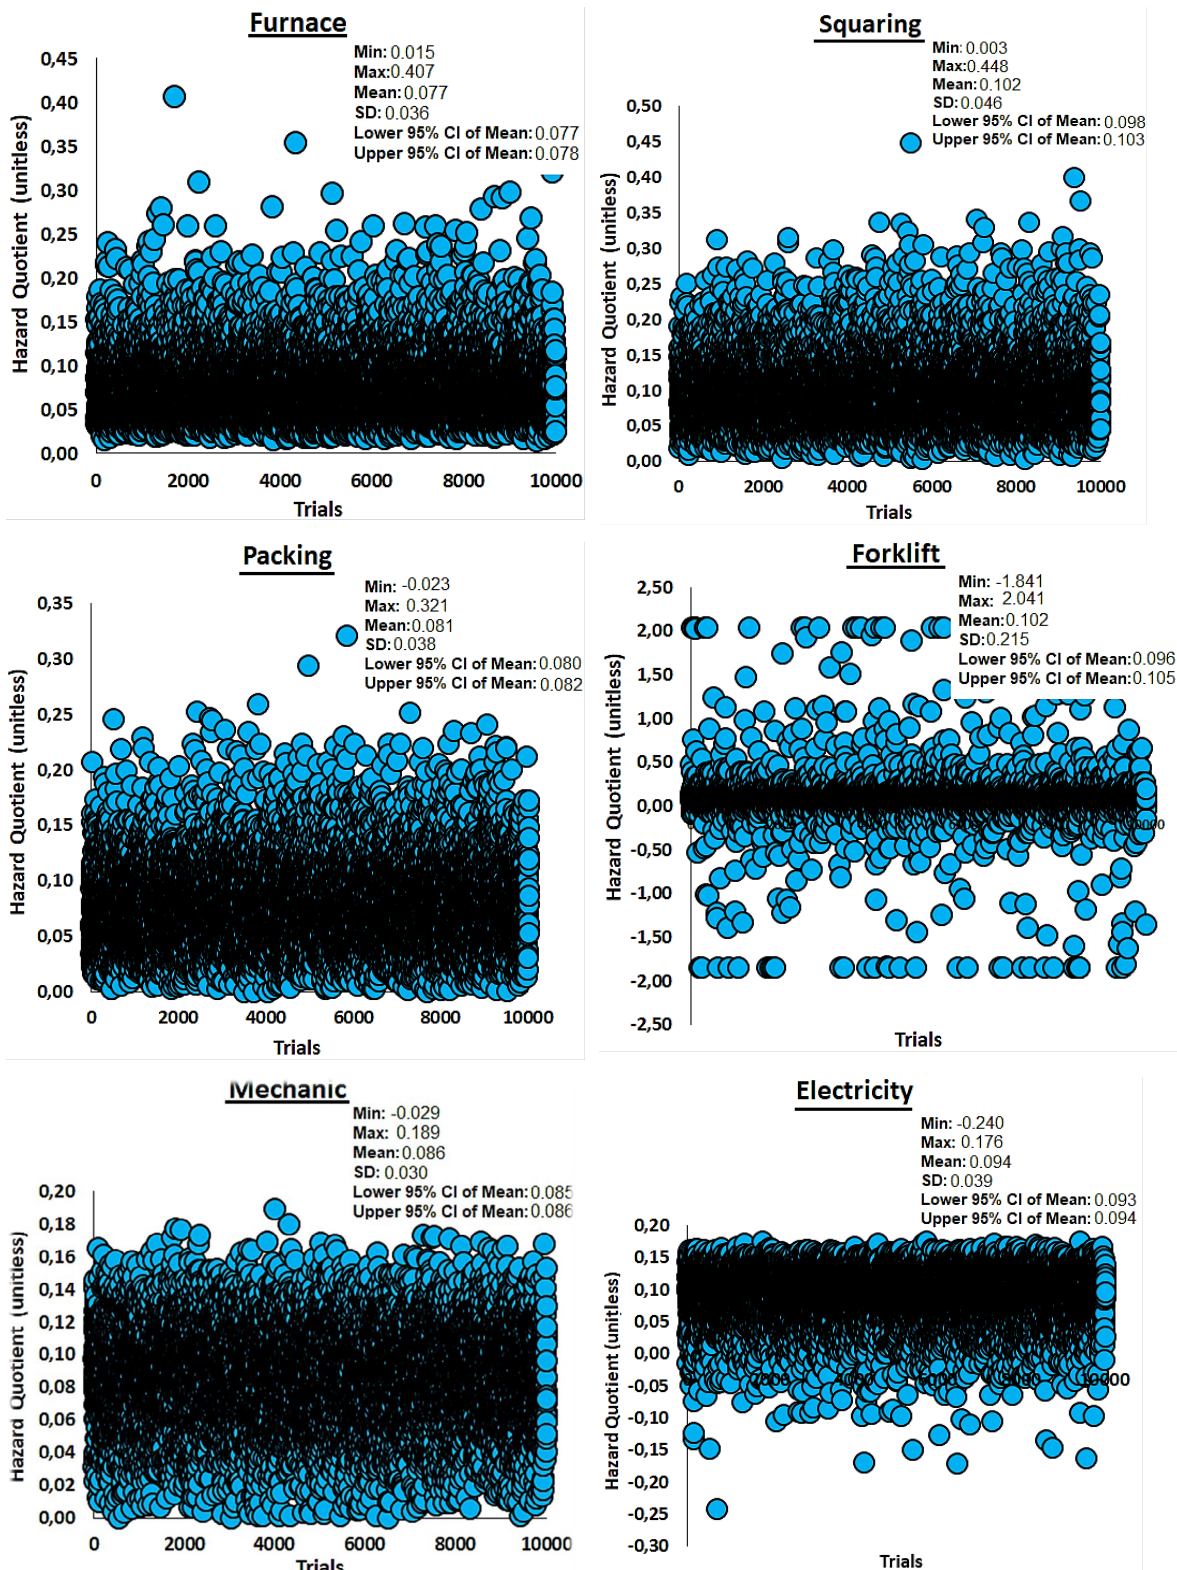 Furnace
Min: 0.015
Max:0.407
Mean:0.077
SD: 0.036
Lower 95% CI of Mean:0.077
Upper 95% CI of Mean:0.078
Hazard Quotient (unitless)
0,45
0,40
0,35
0,30
0,25
0,20
0,15
0,10
0,05
0,00
0 2000 4000 6000 8000 10000
Trials
Squaring
Min: 0.003
Max:0.448
Mean: 0.102
SD: 0.046
Lower 95% CI of Mean: 0.098
Upper 95% CI of Mean:0.103
Hazard Quotient (unitless)
0,50
0,45
0,40
0,35
0,30
0,25
0,20
0,15
0,10
0,05
0,00
0 2000 4000 6000 8000 10000
Trials
Packing
Min: -0.023
Max: 0.321
Mean:0.081
SD: 0.038
Lower 95% CI of Mean:0.080
Upper 95% CI of Mean: 0.082
Hazard Quotient (unitless)
0,35
0,30
0,25
0,20
0,15
0,10
0,05
0,00
0 2000 4000 6000 8000 10000
Trials
Forklift
Min: -1.841
Max: 2.041
Mean:0.102
SD:0.215
Lower 95% CI of Mean:0.096
Upper 95% CI of Mean:0.105
Hazard Quotient (unitless)
2,50
2,00
1,50
1,00
0,50
0,00
-0,50
-1,00
-1,50
-2,00
-2,50
Trials
Mechanic
Min: -0.029
Max: 0.189
Mean:0.086
SD: 0.030
Lower 95% CI of Mean:0.085
Upper 95% CI of Mean:0.086
Hazard Quotient (unitless)
0,20
0,18
0,16
0,14
0,12
0,10
0,08
0,06
0,04
0,02
0,00
0 2000 4000 6000 8000 10000
Trials
Electricity
Min: -0.240
Max: 0.176
Mean:0.094
SD:0.039
Lower 95% CI of Mean:0.093
Upper 95% CI of Mean:0.094
Hazard Quotient (unitless)
0,20
0,15
0,10
0,05
0,00
-0,05
-0,10
-0,15
-0,20
-0,25
-0,30
2000 4000 6000 8000 10000
Trials